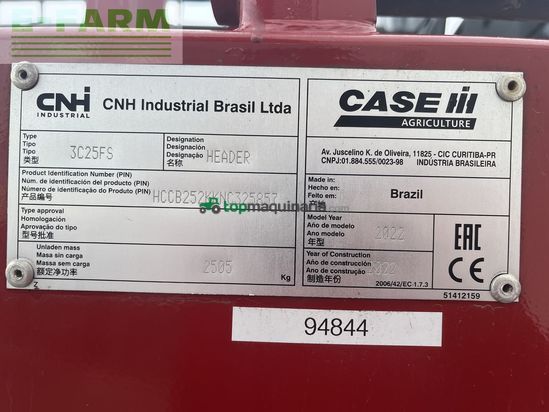 E-FARM
CNH
INDUSTRIAL
CNH Industrial Brasil Ltda
Type
Tipo
Tipo
类型
3C25FS
Designation
Designación
Designação
名称
HEADER
Product Identification Number (PIN)
Núm. de identificación del producto (PIN)
Número de identificação do Produto (PIN)
产品编号
topmaquinaria
Type approval
Homologación
Aprovação do tipo
型号批准
Unladen mass
Masa sin carga
Massa sem carga
额定净功率
2505
Kg
CASE IH
AGRICULTURE
Av. Juscelino K. de Oliveira, 11825 - CIC CURITIBA-PR
CNPJ:01.884.555/0023-98 INDUSTRIA BRASILEIRA
Made in:
Hecho en:
Feito em:
产地
Brazil
Model Year
Año de modelo
Ano de modelo
年型
2022
Year of Construction
Año de construcción
Ano de construção
制造年份
2022
2006/42/EC-1.7.3
EAC
CE
51412159
94844